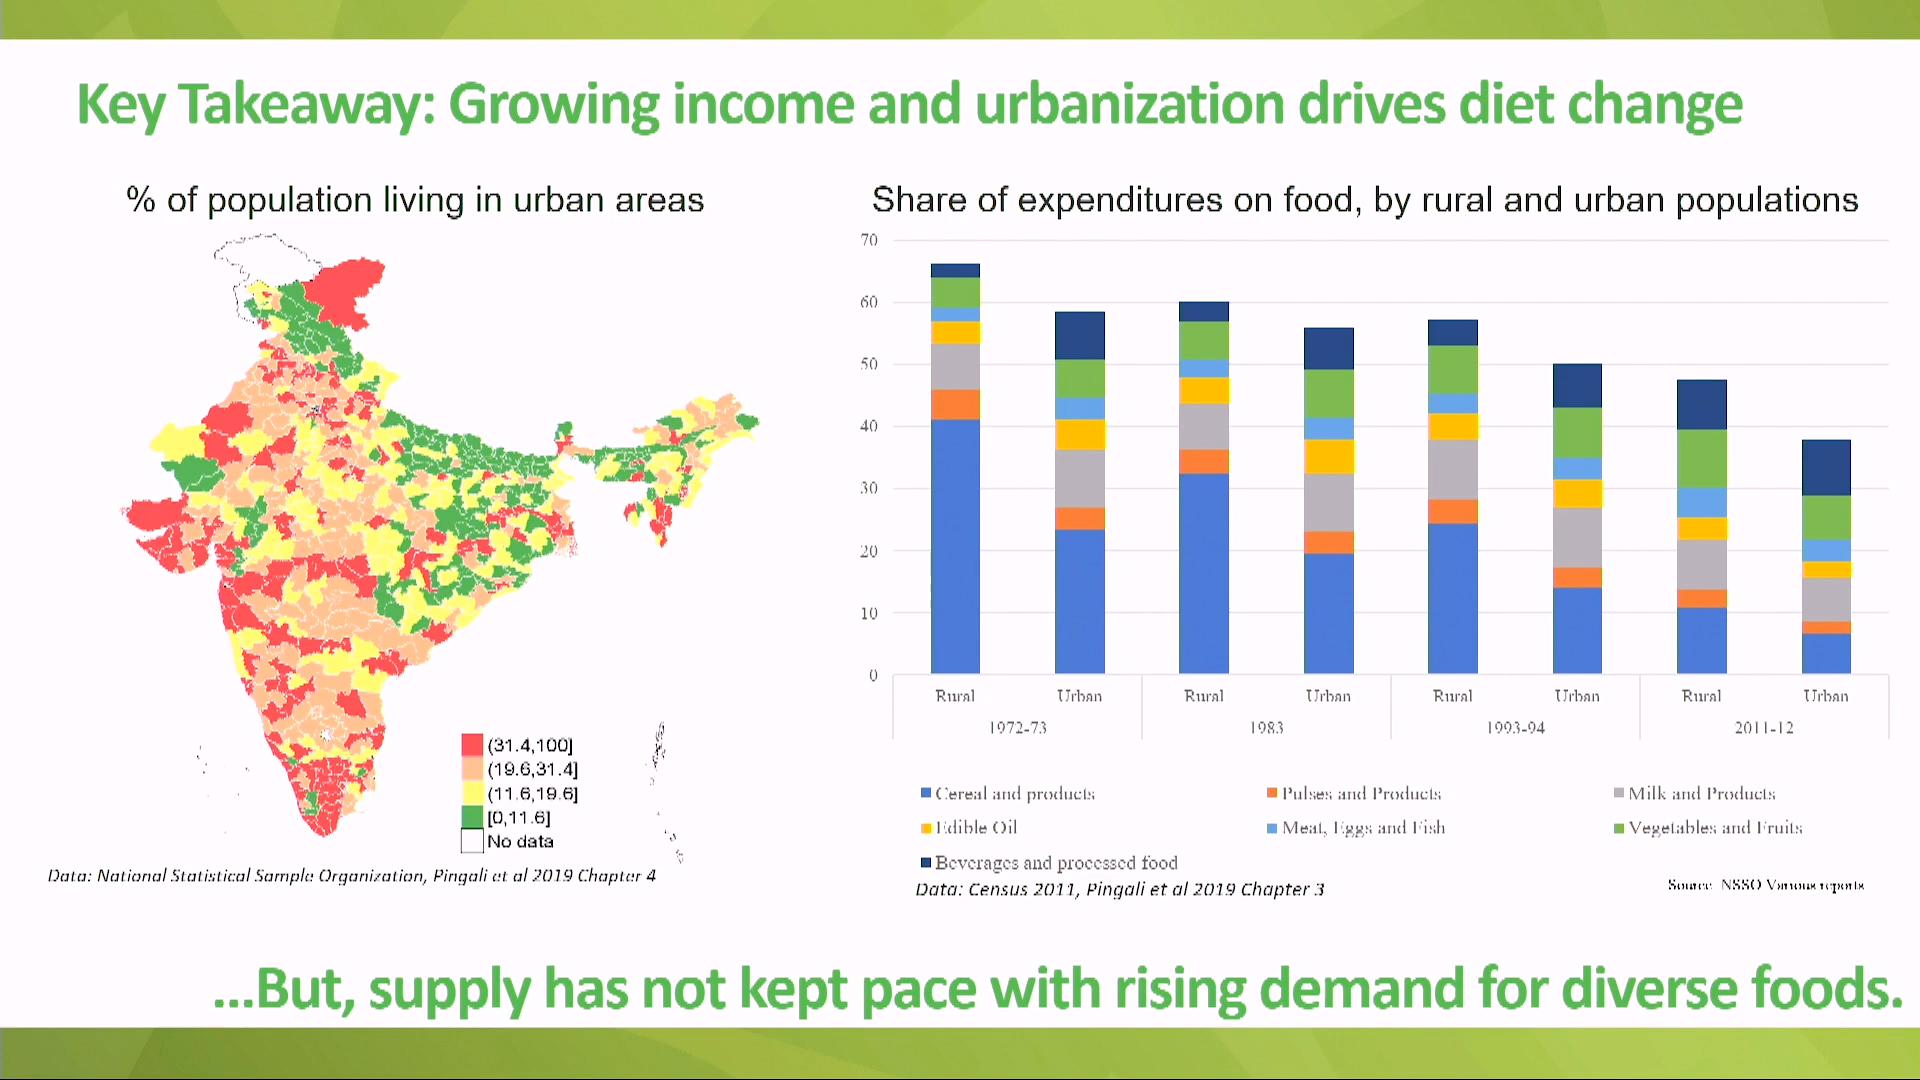 Key Takeaway: Growing income and urbanization drives diet change
% of population living in urban areas
(31.4,100]
(19.6,31.4]
(11.6,19.6]
[0,11.6]
No data
Data: National Statistical Sample Organization, Pingali et al 2019 Chapter 4
Share of expenditures on food, by rural and urban populations
70
60
50
40
30
20
10
0
Rural Urban Rural Urban Rural Urban Rural Urban
1972-73 1983 1993-94 2011-12
Cereal and products Pulses and Products Milk and Products
Edible Oil Meat, Eggs and Fish Vegetables and Fruits
Beverages and processed food
Data: Census 2011, Pingali et al 2019 Chapter 3
Source: NSSO Various reports
...But, supply has not kept pace with rising demand for diverse foods.